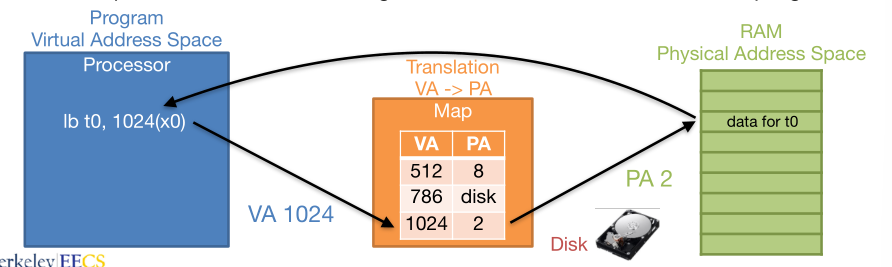 Program
Virtual Address Space
Processor
lb t0, 1024(x0)
VA 1024
Translation
VA -> PA
Map
VA PA
512 8
786 disk
1024 2
RAM
Physical Address Space
data for t0
PA 2
Disk
erkeley|EECS